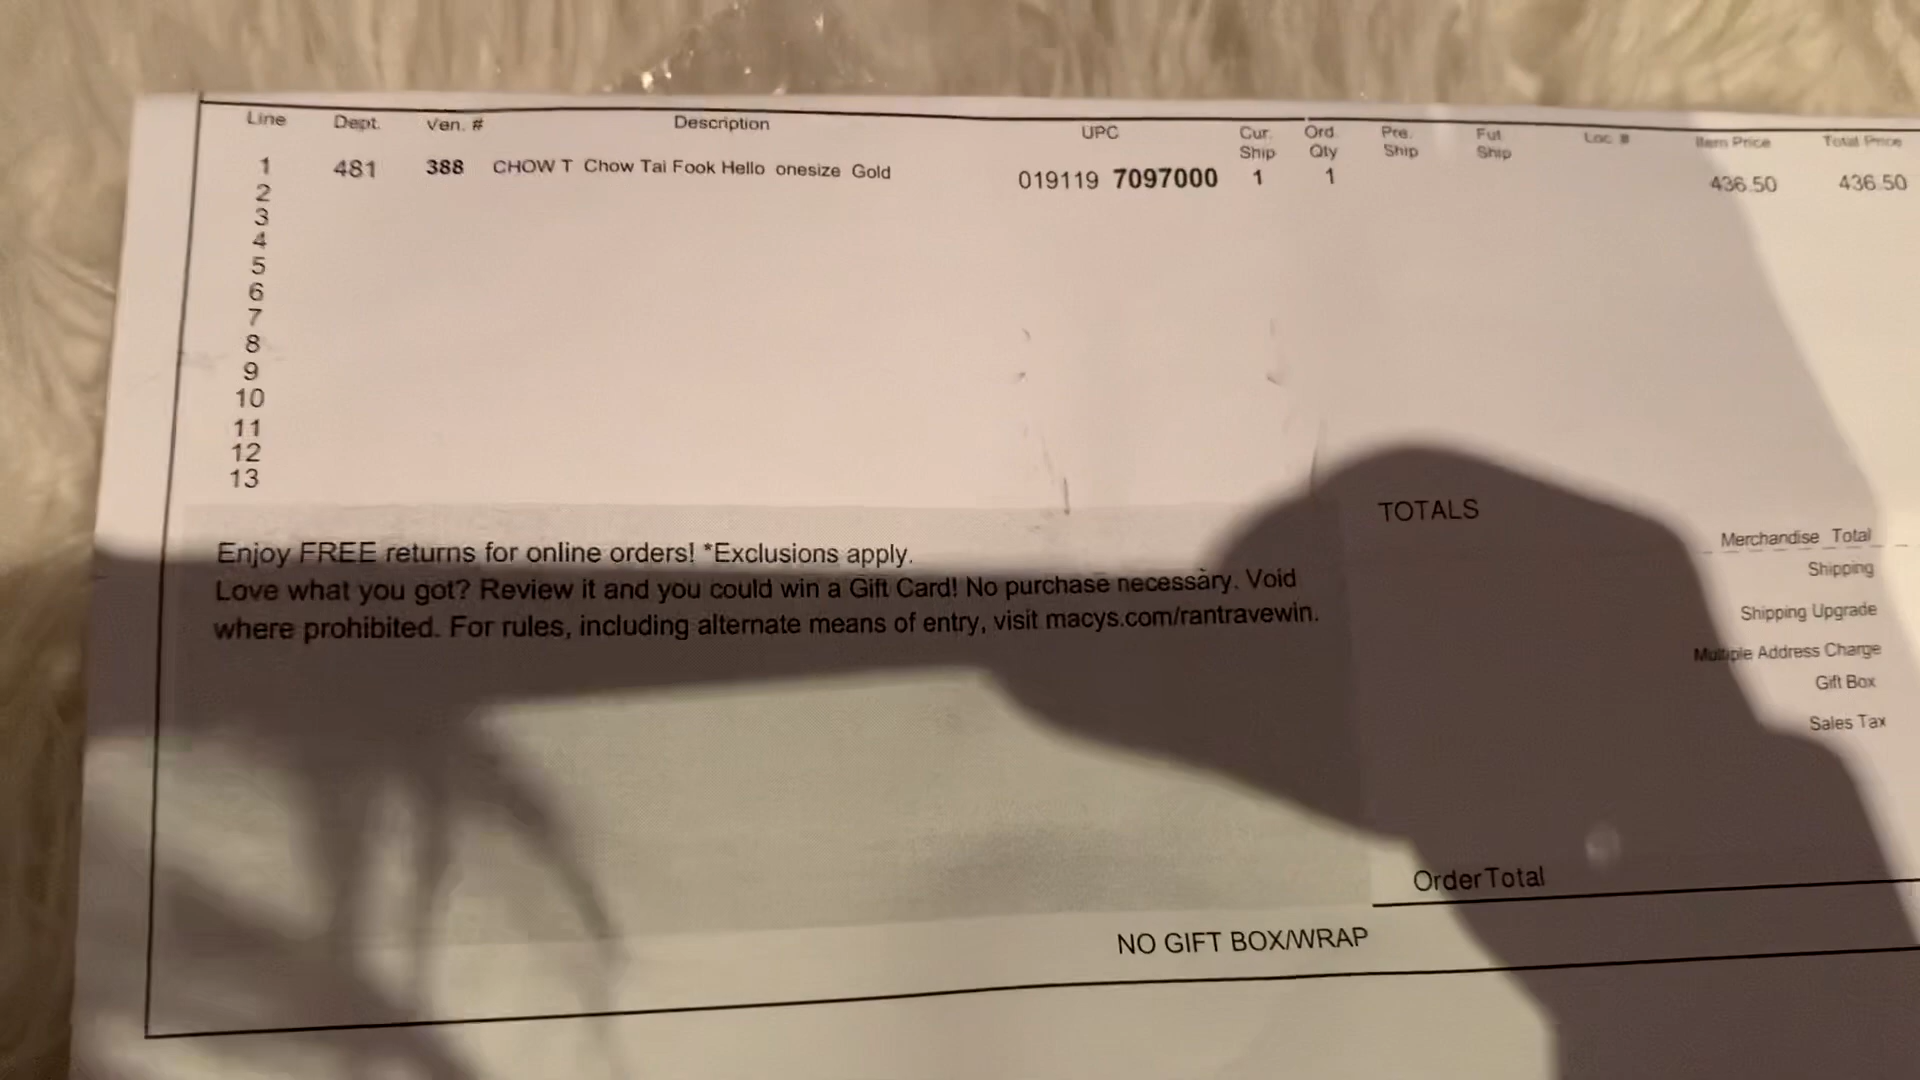 Line Dept. Ven. # Description UPC Cur. Ship Ord. Qty Pre. Ship Fut. Ship Loc # Item Price Total Price
1 481 388 CHOW T Chow Tai Fook Hello onesize Gold 019119 7097000 1 1 436.50 436.50
2
3
4
5
6
7
8
9
10
11
12
13
TOTALS
Merchandise Total
Enjoy FREE returns for online orders! *Exclusions apply.
Shipping
Love what you got? Review it and you could win a Gift Card! No purchase necessary. Void
Shipping Upgrade
where prohibited. For rules, including alternate means of entry, visit macys.com/rantravewin.
Multiple Address Charge
Gift Box
Sales Tax
OrderTotal
NO GIFT BOX/WRAP